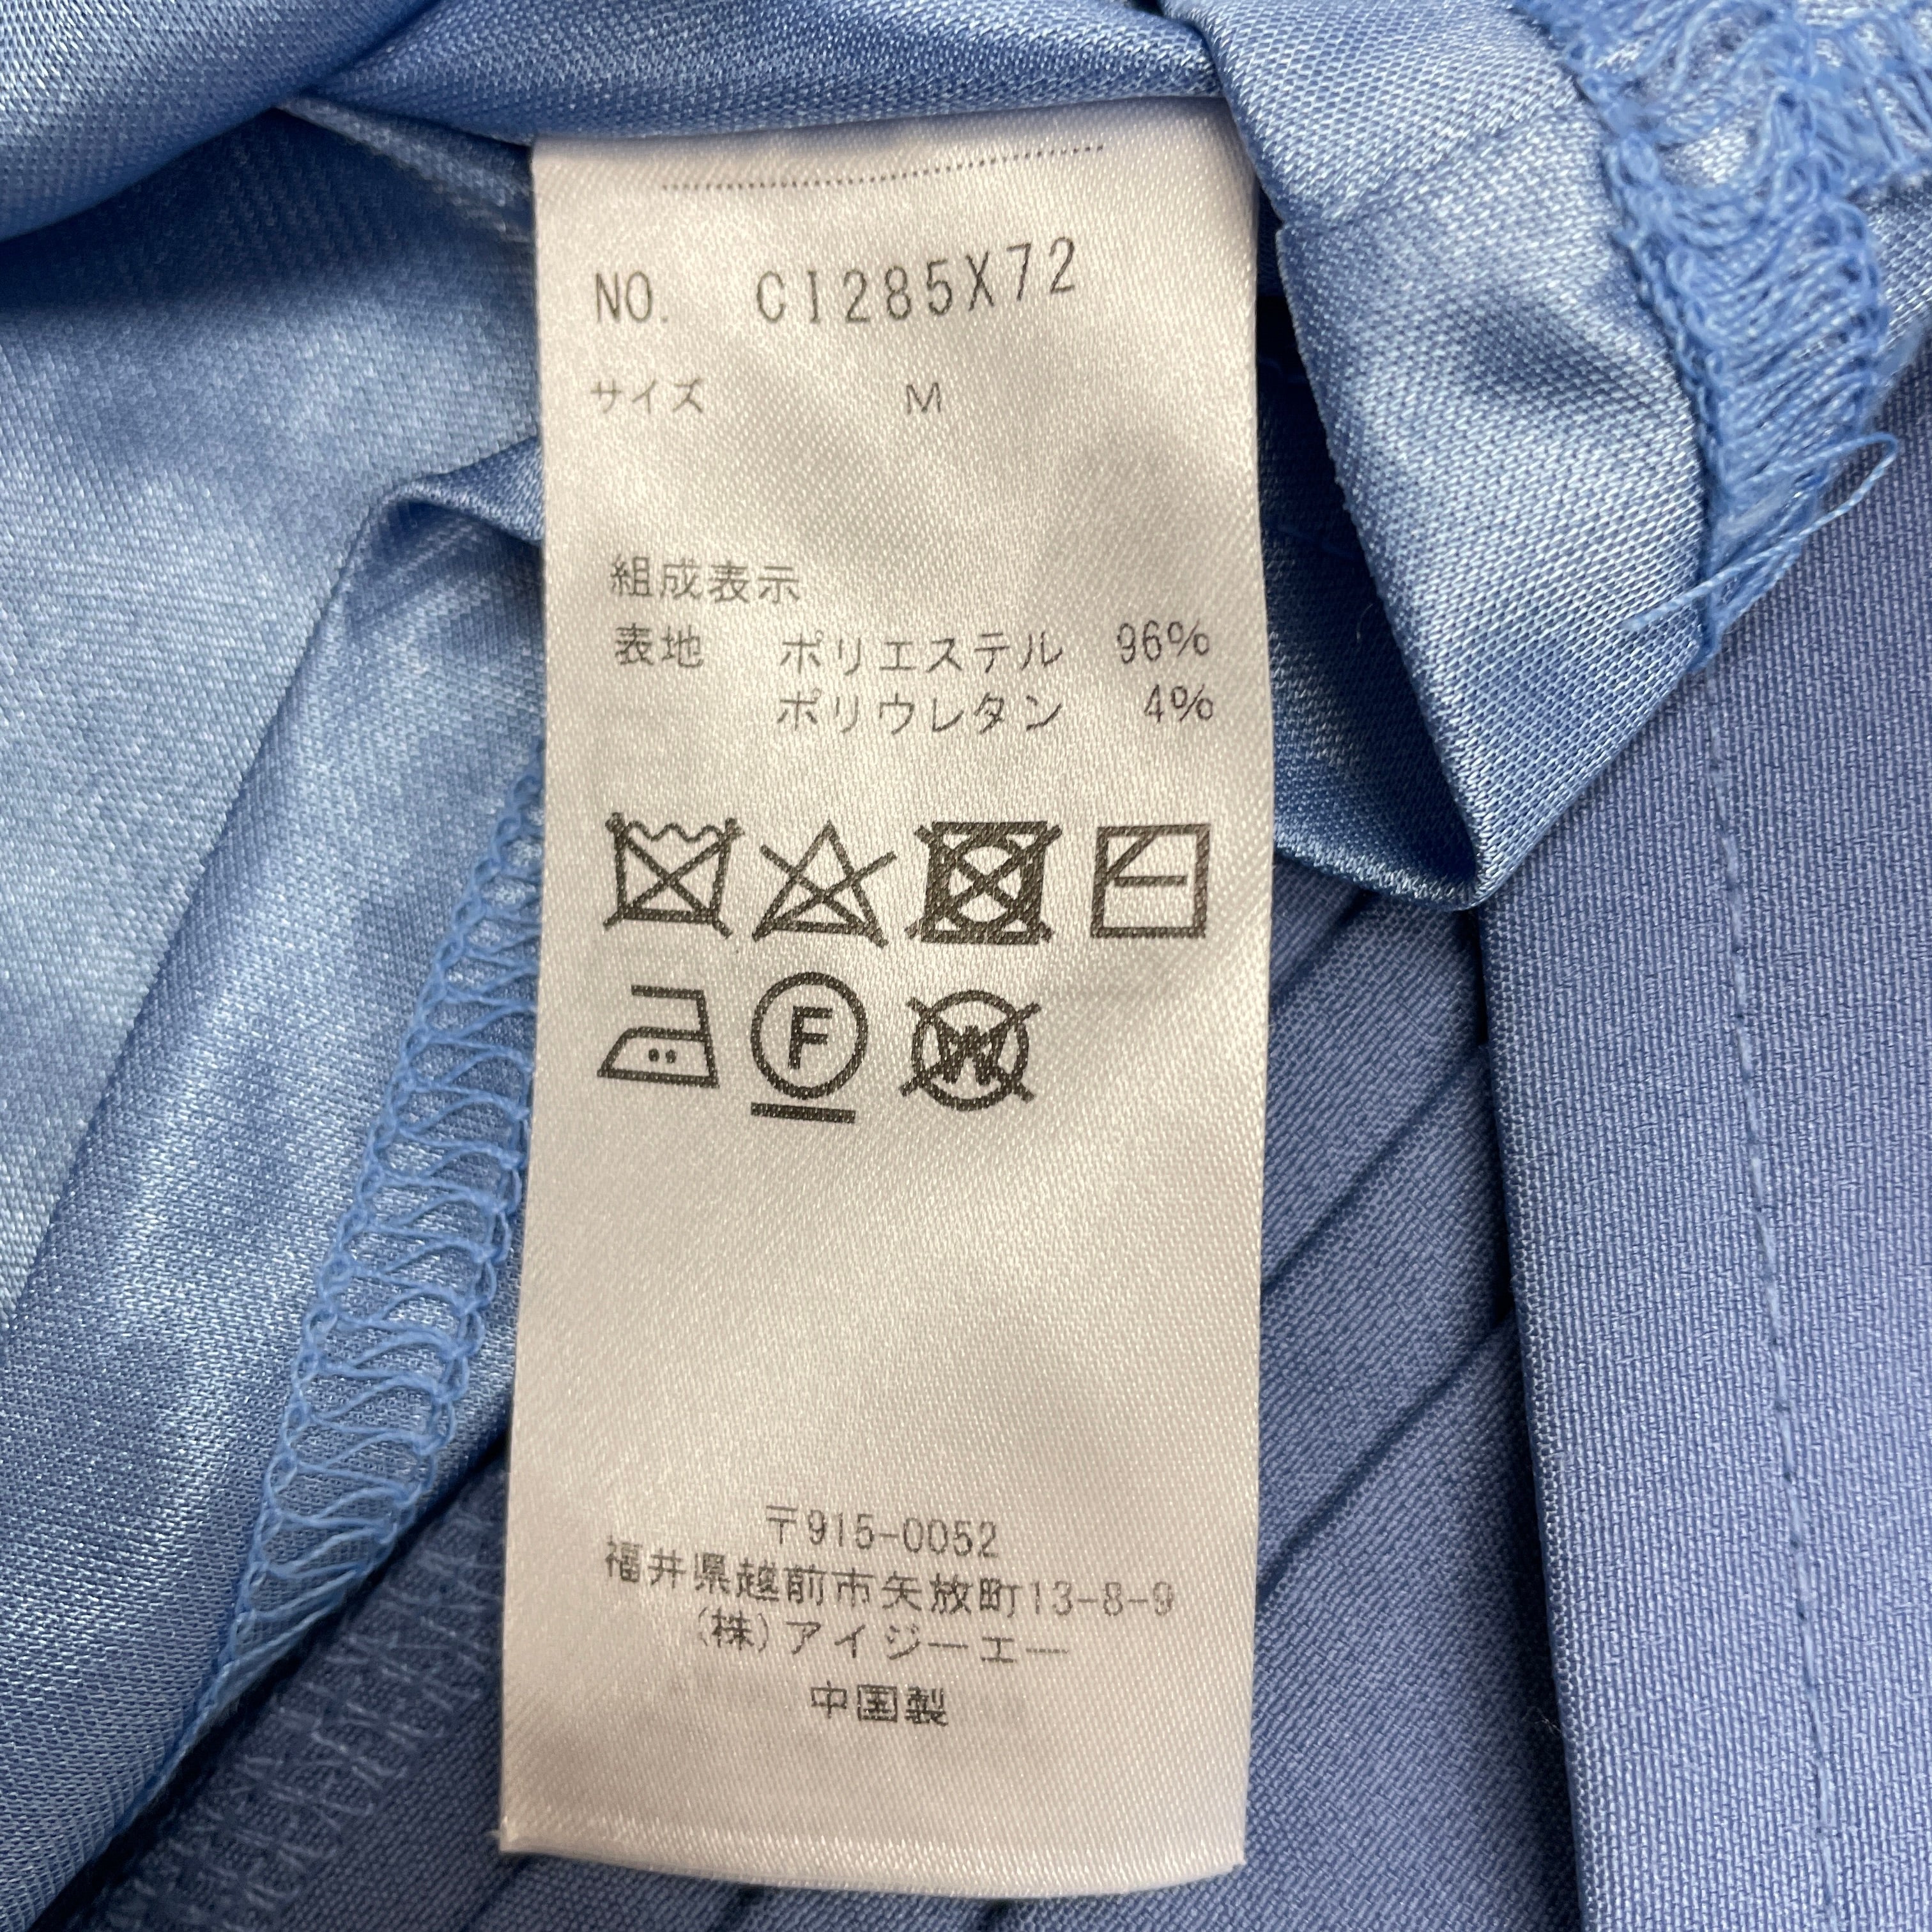 NO. CI285X72
サイズ M
組成表示
表地 ポリエステル 96%
ポリウレタン 4%
F
W
〒915-0052
福井県越前市矢放町13-8-9
(株)アイジーエー
中国製